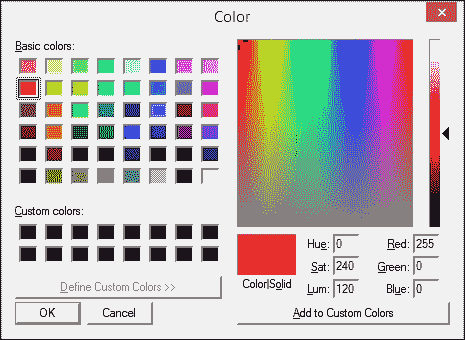 Color
Basic colors:
Custom colors:
Define Custom Colors >>
OK
Cancel
Color|Solid
Hue: 0
Sat: 240
Lum: 120
Red: 255
Green: 0
Blue: 0
Add to Custom Colors